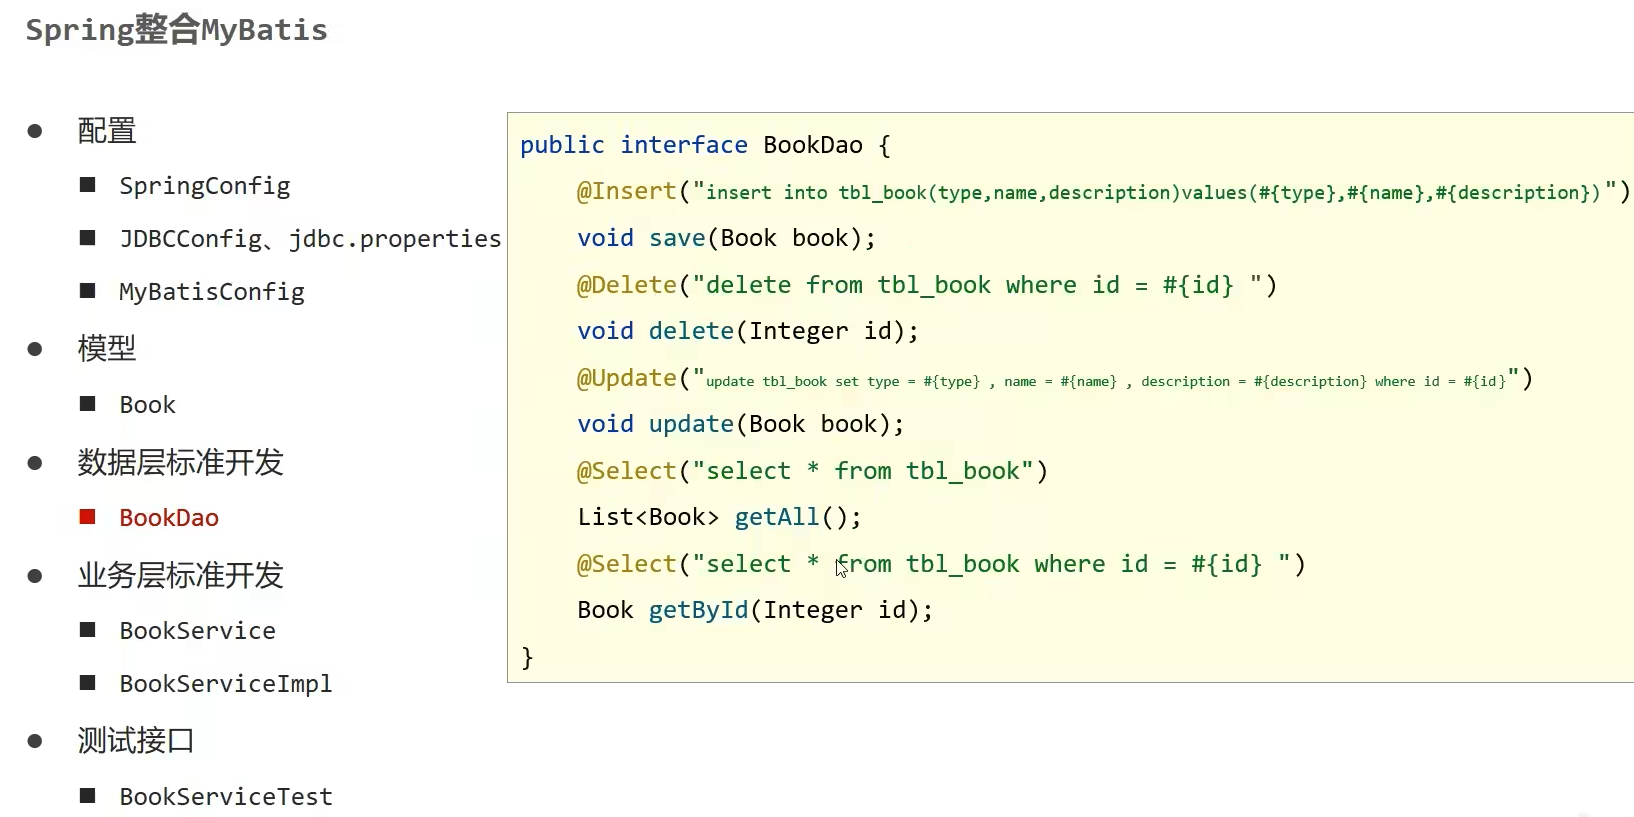 Spring整合MyBatis
● 配置
■ SpringConfig
■ JDBCConfig、jdbc.properties
■ MyBatisConfig
● 模型
■ Book
● 数据层标准开发
■ BookDao
● 业务层标准开发
■ BookService
■ BookServiceImpl
● 测试接口
■ BookServiceTest
public interface BookDao {
@Insert("insert into tbl_book(type,name,description)values(#{type},#{name},#{description})")
void save(Book book);
@Delete("delete from tbl_book where id = #{id} ")
void delete(Integer id);
@Update("update tbl_book set type = #{type} , name = #{name} , description = #{description} where id = #{id}")
void update(Book book);
@Select("select * from tbl_book")
List<Book> getAll();
@Select("select * from tbl_book where id = #{id} ")
Book getById(Integer id);
}